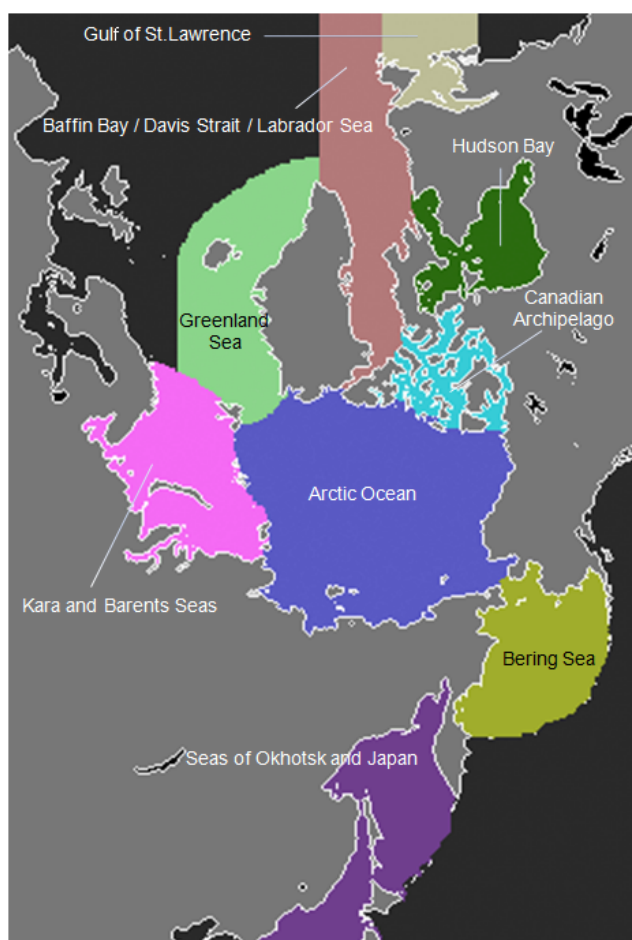 Gulf of St.Lawrence
Baffin Bay / Davis Strait / Labrador Sea
Hudson Bay
Canadian
Archipelago
Greenland
Sea
Arctic Ocean
Kara and Barents Seas
Bering Sea
Seas of Okhotsk and Japan